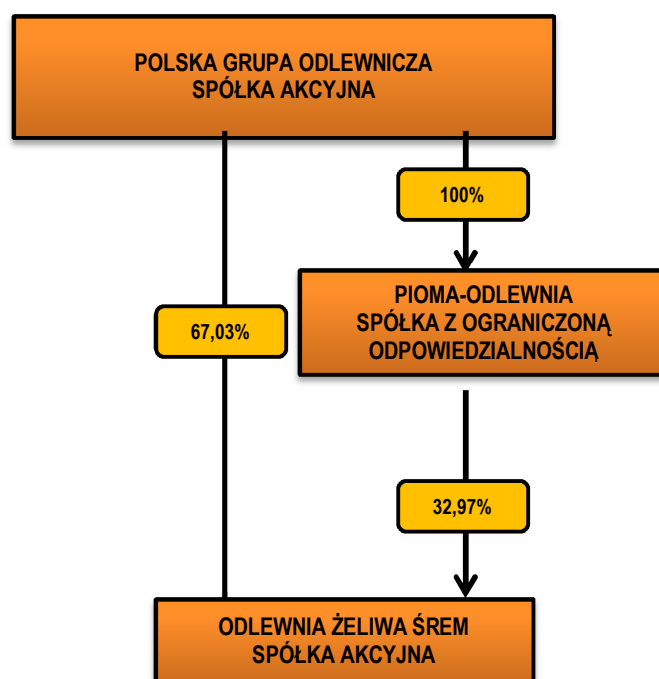 POLSKA GRUPA ODLEWNICZA
SPÓŁKA AKCYJNA
100%
PIOMA-ODLEWNIA
SPÓŁKA Z OGRANICZONĄ
ODPOWIEDZIALNOŚCIĄ
67,03%
32,97%
ODLEWNIA ŻELIWA ŚREM
SPÓŁKA AKCYJNA